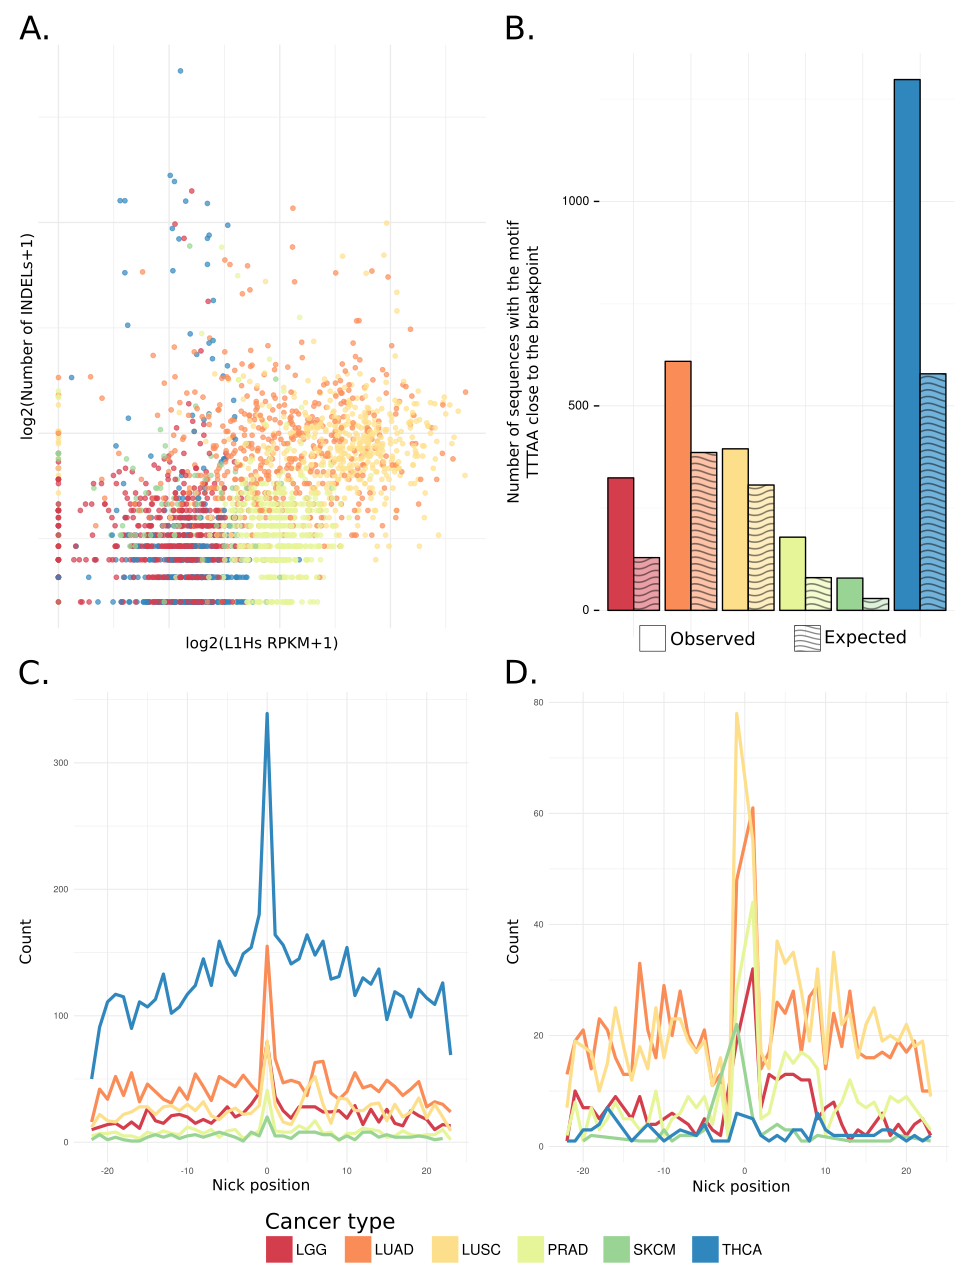 A.
log2(Number of INDELs+1)
log2(L1Hs RPKM+1)
B.
Number of sequences with the motif
TTTAA close to the breakpoint
1000
500
0
Observed
Expected
C.
Count
300
200
100
0
-20 -10 0 10 20
Nick position
D.
Count
80
60
40
20
0
-20 -10 0 10 20
Nick position
Cancer type
LGG LUAD LUSC PRAD SKCM THCA